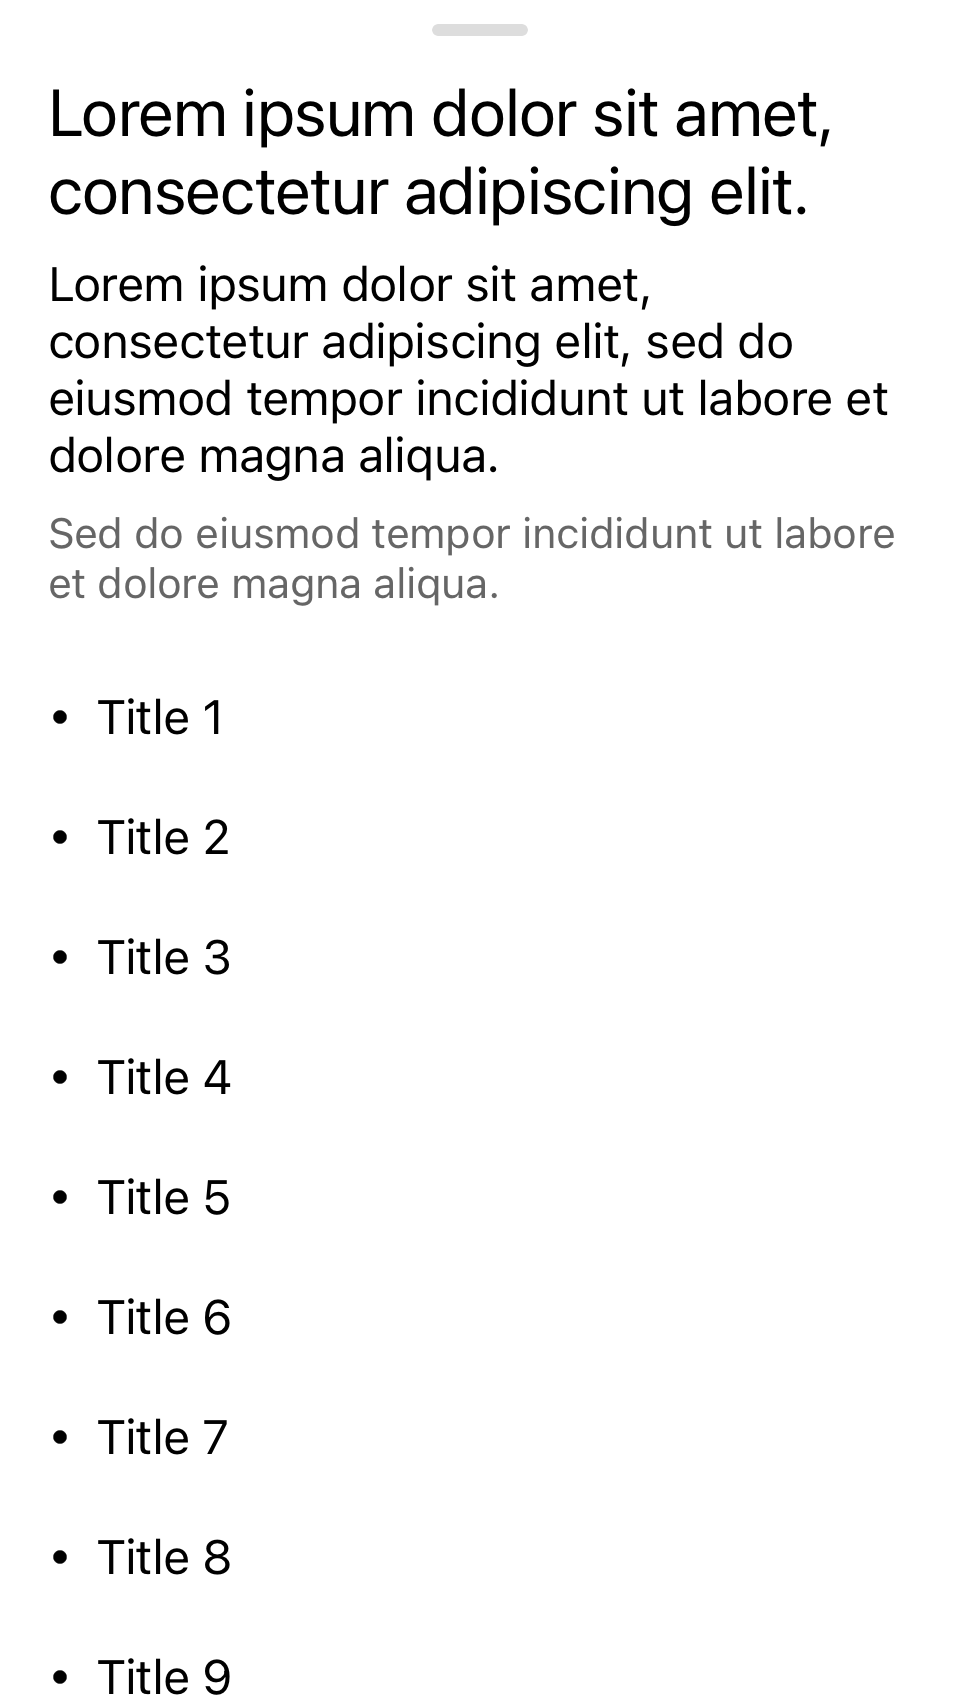 Lorem ipsum dolor sit amet,
consectetur adipiscing elit.
Lorem ipsum dolor sit amet,
consectetur adipiscing elit, sed do
eiusmod tempor incididunt ut labore et
dolore magna aliqua.
Sed do eiusmod tempor incididunt ut labore
et dolore magna aliqua.
• Title 1
• Title 2
• Title 3
• Title 4
• Title 5
• Title 6
• Title 7
• Title 8
• Title 9